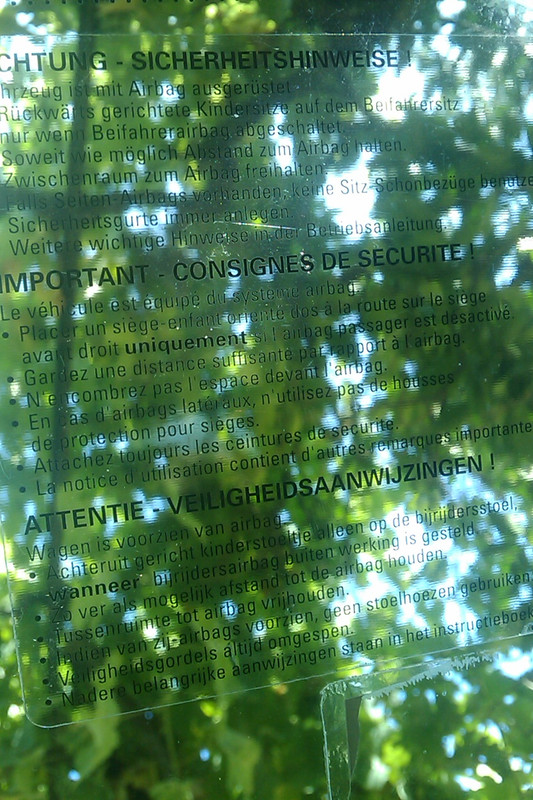 CHTUNG - SICHERHEITSHINWEISE !
hrzeug ist mit Airbag ausgerüstet
Rückwärts gerichtete Kindersitze auf dem Beifahrersitz
nur wenn Beifahrerairbag abgeschaltet.
Soweit wie möglich Abstand zum Airbag halten.
Zwischenraum zum Airbag freihalten.
Falls Seiten-Airbags vorhanden, keine Sitz-Schonbezüge benutze
Sicherheitsgurte immer anlegen.
Weitere wichtige Hinweise in der Betriebsanleitung.
IMPORTANT - CONSIGNES DE SECURITE !
Le véhicule est équipé du système airbag.
• Placer un siège-enfant orienté dos à la route sur le siège
avant droit uniquement si l'airbag passager est désactivé.
• Gardez une distance suffisante par rapport à l'airbag.
• N'encombrez pas l'espace devant l'airbag.
• En cas d'airbags latéraux, n'utilisez pas de housses
de protection pour sièges.
• Attachez toujours les ceintures de sécurité.
• La notice d'utilisation contient d'autres remarques importante
ATTENTIE - VEILIGHEIDSAANWIJZINGEN !
Wagen is voorzien van airbag.
• Achteruit gericht kinderstoeltje alleen op de bijrijdersstoel,
wanneer bijrijdersairbag buiten werking is gesteld.
• Zo ver als mogelijk afstand tot de airbag houden.
• Tussenruimte tot airbag vrijhouden.
• Indien van zij-airbags voorzien, geen stoelhoezen gebruiken
• Veiligheidsgordels altijd omgespen.
• Nadere belangrijke aanwijzingen staan in het instructieboek